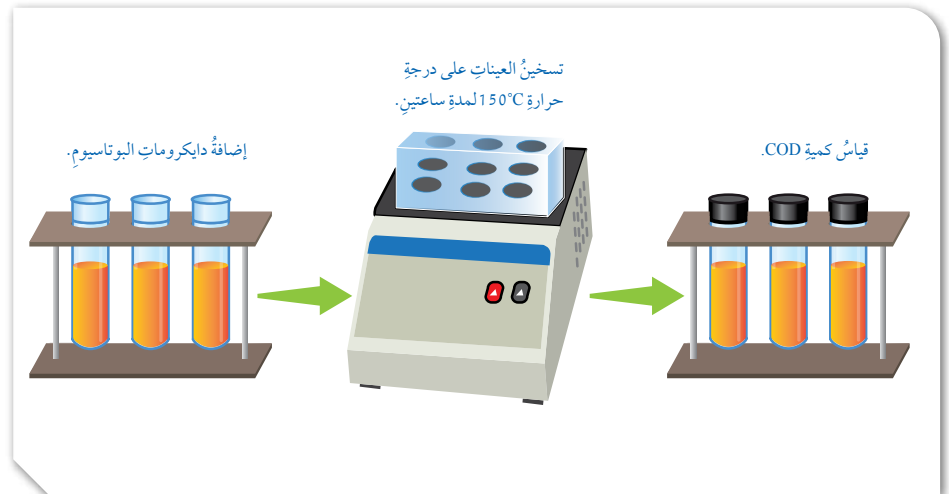 إضافةُ دايكروماتِ البوتاسيومِ.
تسخينُ العيناتِ على درجةِ
حرارةِ 150°C لمدةِ ساعتينِ.
قياسُ كميةِ COD.